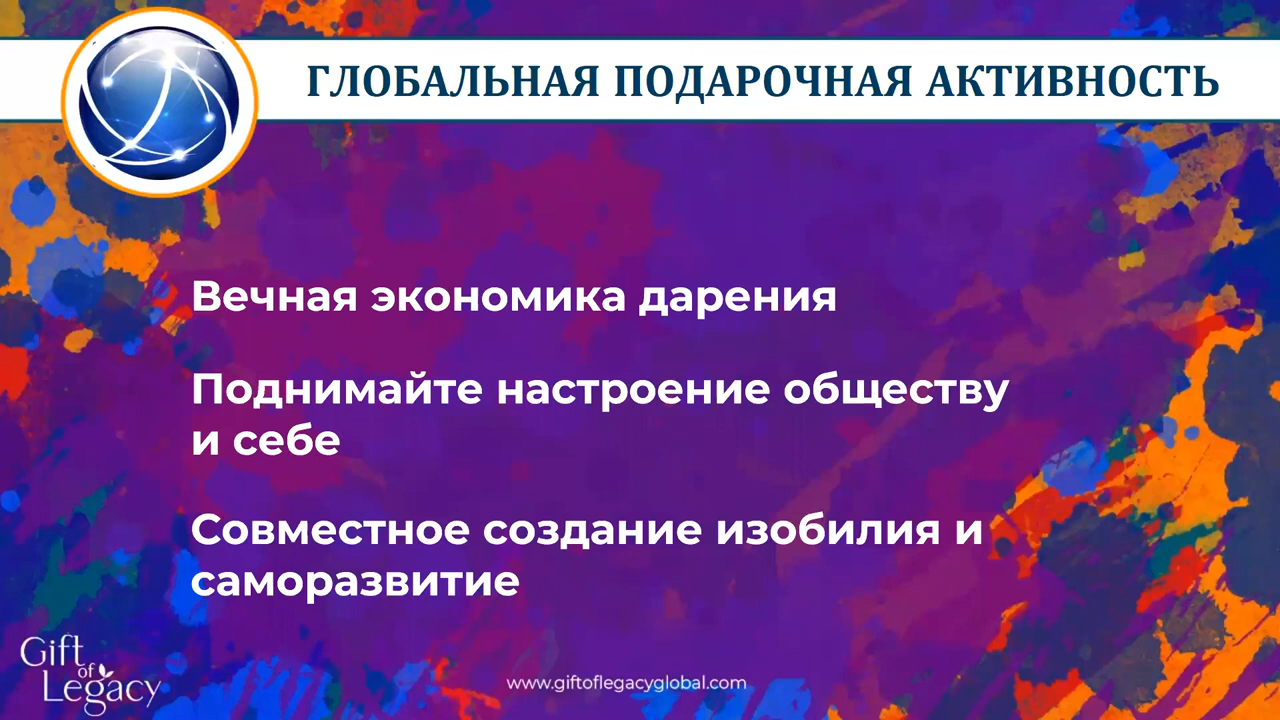 ГЛОБАЛЬНАЯ ПОДАРОЧНАЯ АКТИВНОСТЬ
Вечная экономика дарения
Поднимайте настроение обществу
и себе
Совместное создание изобилия и
саморазвитие
Gift
of
Legacy
www.giftoflegacyglobal.com